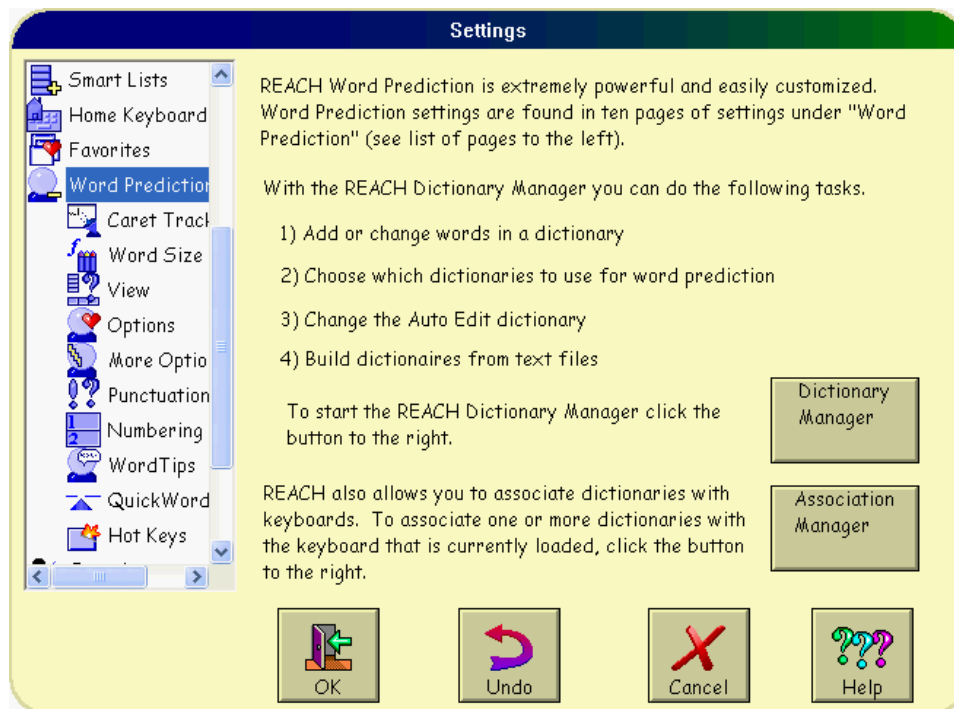 Settings
Smart Lists
Home Keyboard
Favorites
Word Prediction
Caret Track
Word Size
View
Options
More Optio
Punctuation
Numbering
WordTips
QuickWord
Hot Keys
REACH Word Prediction is extremely powerful and easily customized.
Word Prediction settings are found in ten pages of settings under "Word
Prediction" (see list of pages to the left).
With the REACH Dictionary Manager you can do the following tasks.
1) Add or change words in a dictionary
2) Choose which dictionaries to use for word prediction
3) Change the Auto Edit dictionary
4) Build dictionaires from text files
To start the REACH Dictionary Manager click the
button to the right.
Dictionary
Manager
REACH also allows you to associate dictionaries with
keyboards. To associate one or more dictionaries with
the keyboard that is currently loaded, click the button
to the right.
Association
Manager
OK
Undo
Cancel
Help